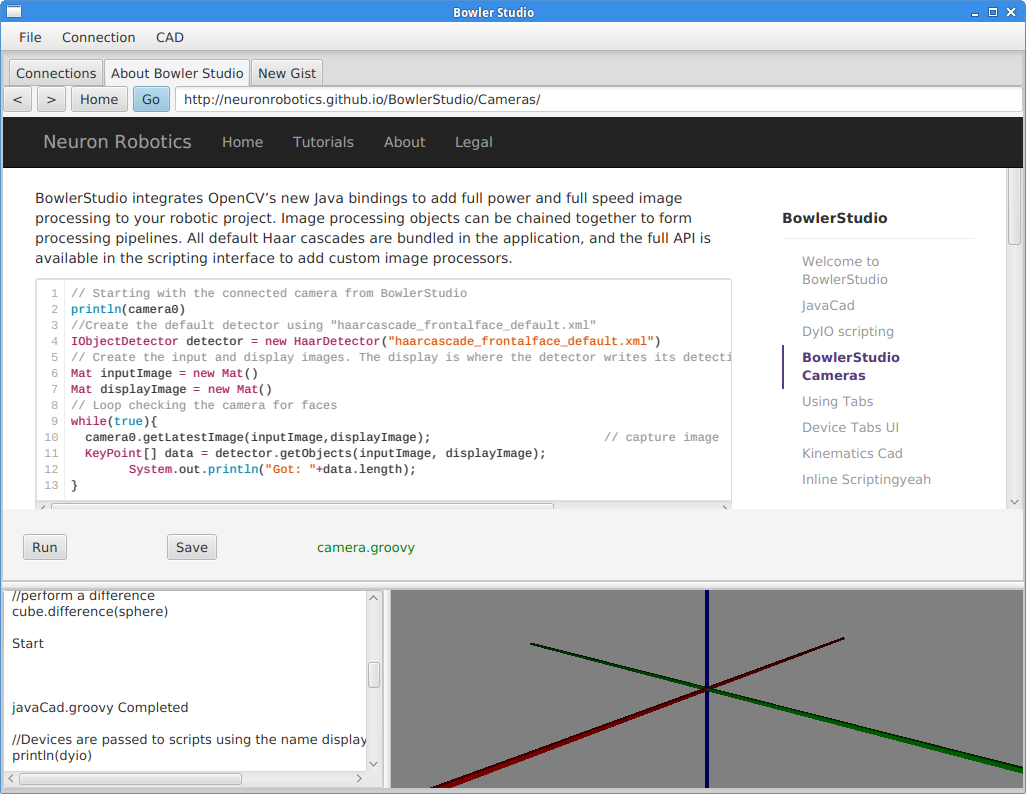 Bowler Studio
File Connection CAD
Connections About Bowler Studio New Gist
< > Home Go http://neuronrobotics.github.io/BowlerStudio/Cameras/
Neuron Robotics Home Tutorials About Legal
BowlerStudio integrates OpenCV's new Java bindings to add full power and full speed image
processing to your robotic project. Image processing objects can be chained together to form
processing pipelines. All default Haar cascades are bundled in the application, and the full API is
available in the scripting interface to add custom image processors.
1 // Starting with the connected camera from BowlerStudio
2 println(camera0)
3 //Create the default detector using "haarcascade_frontalface_default.xml"
4 IObjectDetector detector = new HaarDetector("haarcascade_frontalface_default.xml")
5 // Create the input and display images. The display is where the detector writes its detecti
6 Mat inputImage = new Mat()
7 Mat displayImage = new Mat()
8 // Loop checking the camera for faces
9 while(true){
10 camera0.getLatestImage(inputImage,displayImage); // capture image
11 KeyPoint[] data = detector.getObjects(inputImage, displayImage);
12 System.out.println("Got: "+data.length);
13 }
BowlerStudio
Welcome to
BowlerStudio
JavaCad
DyIO scripting
BowlerStudio
Cameras
Using Tabs
Device Tabs UI
Kinematics Cad
Inline Scriptingyeah
Run Save camera.groovy
//perform a difference
cube.difference(sphere)
Start
javaCad.groovy Completed
//Devices are passed to scripts using the name display
println(dyio)